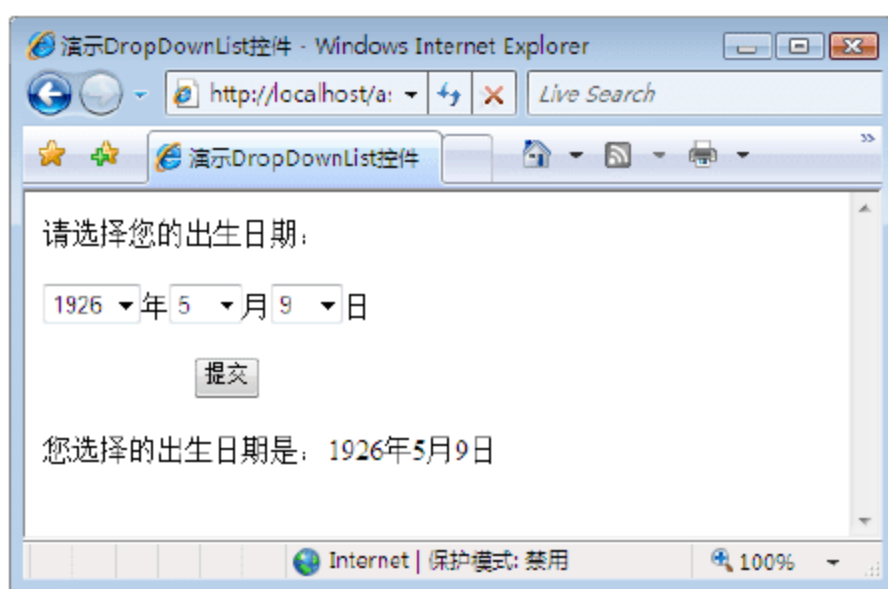 演示DropDownList控件 - Windows Internet Explorer
http://localhost/a: Live Search
演示DropDownList控件 »
请选择您的出生日期：
1926 年 5 月 9 日
提交
您选择的出生日期是：1926年5月9日
Internet | 保护模式: 禁用 100%